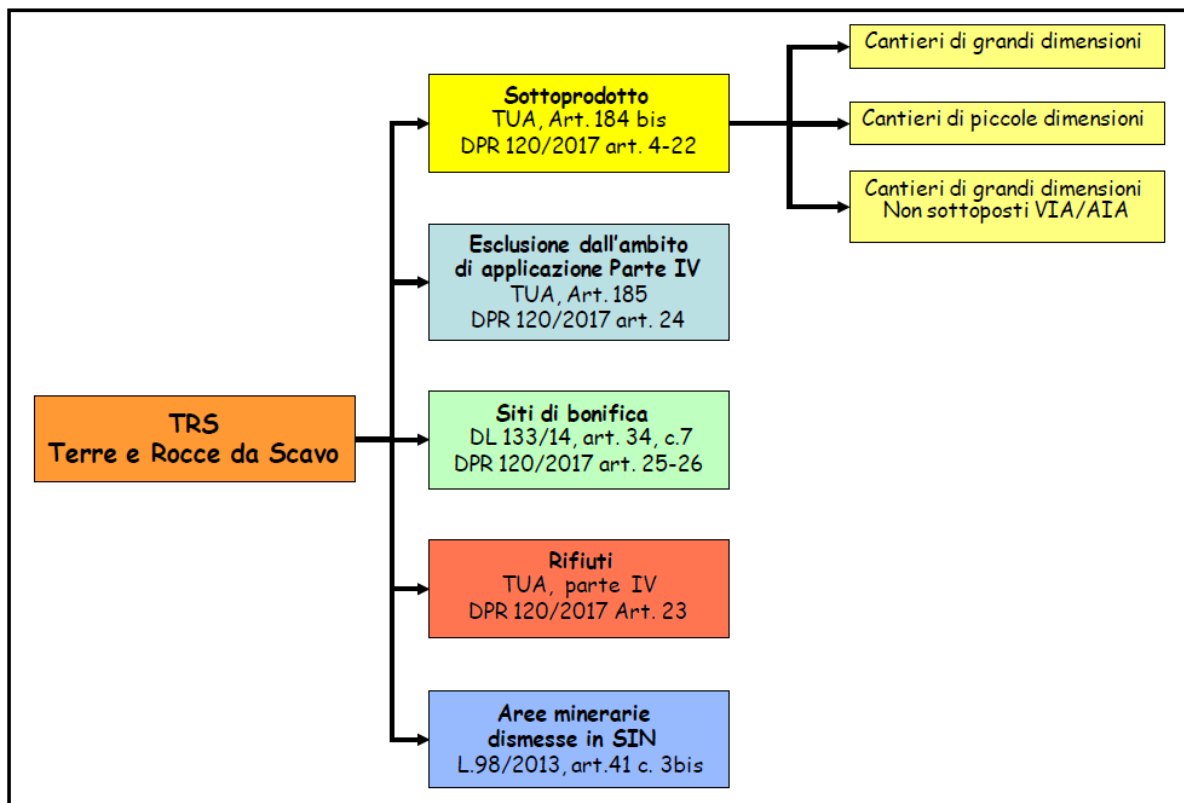 TRS
Terre e Rocce da Scavo
Sottoprodotto
TUA, Art. 184 bis
DPR 120/2017 art. 4-22
Cantieri di grandi dimensioni
Cantieri di piccole dimensioni
Cantieri di grandi dimensioni
Non sottoposti VIA/AIA
Esclusione dall'ambito
di applicazione Parte IV
TUA, Art. 185
DPR 120/2017 art. 24
Siti di bonifica
DL 133/14, art. 34, c.7
DPR 120/2017 art. 25-26
Rifiuti
TUA, parte IV
DPR 120/2017 Art. 23
Aree minerarie
dismesse in SIN
L.98/2013, art.41 c. 3bis